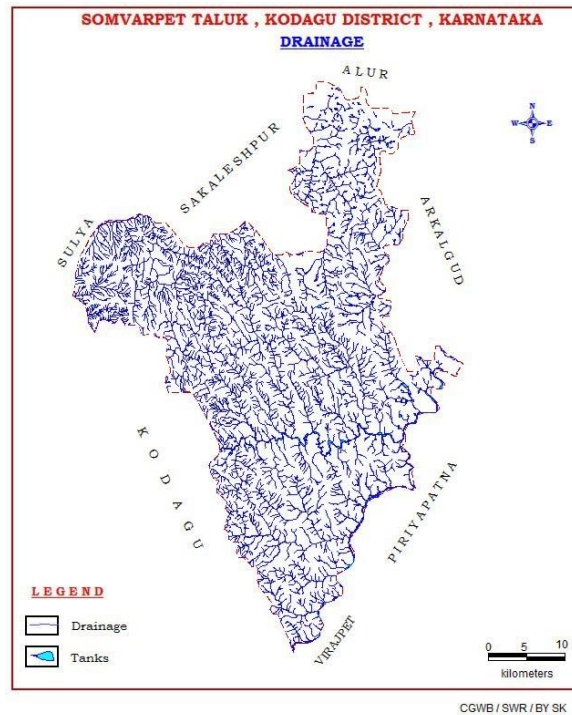 SOMVARPET TALUK , KODAGU DISTRICT , KARNATAKA
DRAINAGE
ALUR
N
W E
S
SAKALESHPUR
SULYA
ARKALGUD
KODAGU
PIRIYAPATNA
VIRAJPET
LEGEND
Drainage
Tanks
0 5 10
kilometers
CGWB / SWR / BY SK